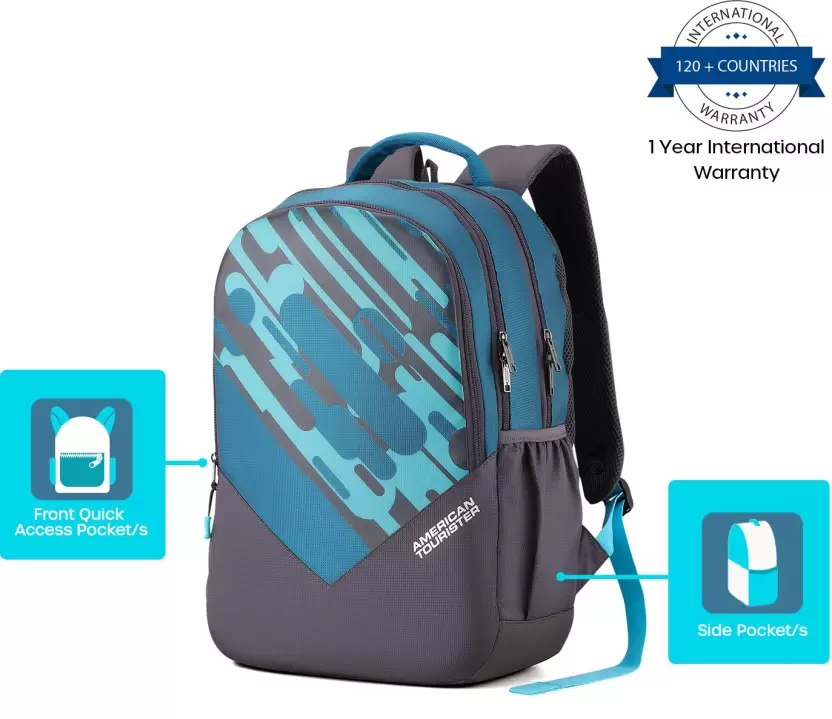 INTERNATIONAL
120 + COUNTRIES
WARRANTY
1 Year International
Warranty
Front Quick
Access Pocket/s
AMERICAN
TOURISTER
Side Pocket/s